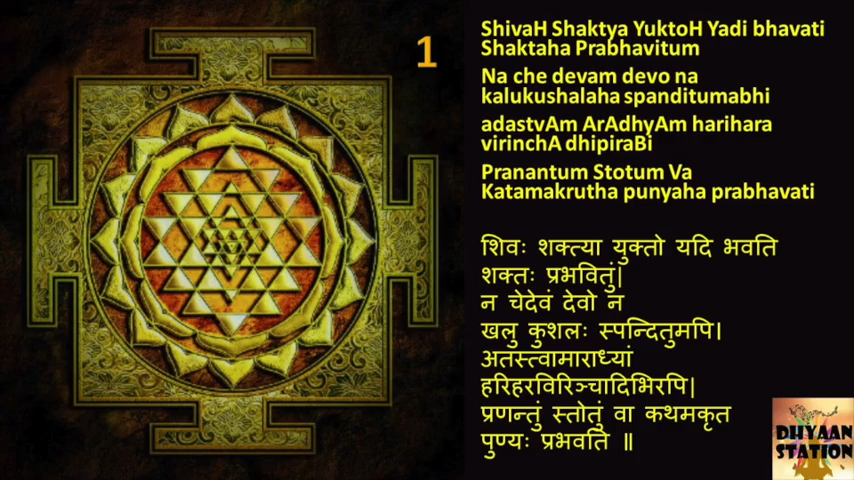 1
ShivaH Shaktya YuktoH Yadi bhavati
Shaktaha Prabhavitum
Na che devam devo na
kalukushalaha spanditumabhi
adastvAm ArAdhyAm harihara
virinchA dhipiraBi
Pranantum Stotum Va
Katamakrutha punyaha prabhavati
शिवः शक्त्या युक्तो यदि भवति
शक्तः प्रभवितुं|
न चेदेवं देवो न
खलु कुशलः स्पन्दितुमपि।
अतस्त्वामाराध्यां
हरिहरविरिञ्चादिभिरपि|
प्रणन्तुं स्तोतुं वा कथमकृत
पुण्यः प्रभवति ॥
DHYAAN
STATION